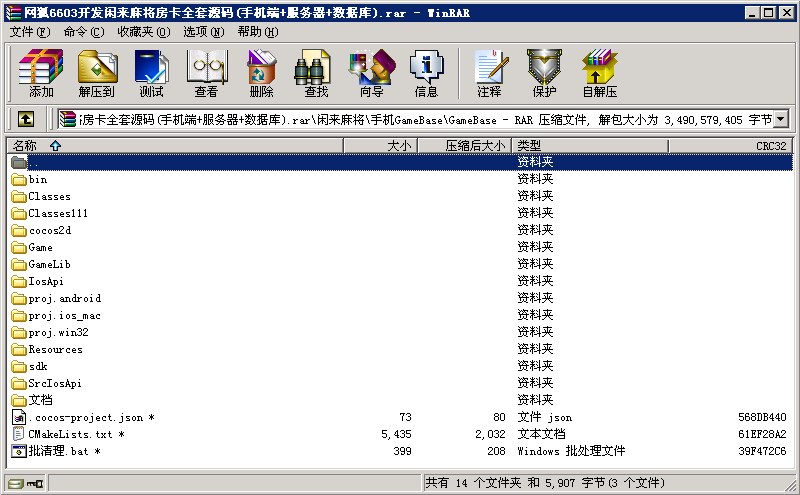 网狐6603开发闲来麻将房卡全套源码(手机端+服务器+数据库).rar - WinRAR
文件(F) 命令(C) 收藏夹(O) 选项(N) 帮助(H)
添加 解压到 测试 查看 删除 查找 向导 信息 注释 保护 自解压
房卡全套源码(手机端+服务器+数据库).rar\闲来麻将\手机GameBase\GameBase - RAR 压缩文件, 解包大小为 3,490,579,405 字节
名称 大小 压缩后大小 类型 CRC32
.. 资料夹
bin 资料夹
Classes 资料夹
Classes111 资料夹
cocos2d 资料夹
Game 资料夹
GameLib 资料夹
IosApi 资料夹
proj.android 资料夹
proj.ios_mac 资料夹
proj.win32 资料夹
Resources 资料夹
sdk 资料夹
SrcIosApi 资料夹
文档 资料夹
.cocos-project.json * 73 80 文件 json 568DB440
CMakeLists.txt * 5,435 2,032 文本文档 61EF28A2
批清理.bat * 399 208 Windows 批处理文件 39F472C6
共有 14 个文件夹 和 5,907 字节(3 个文件)